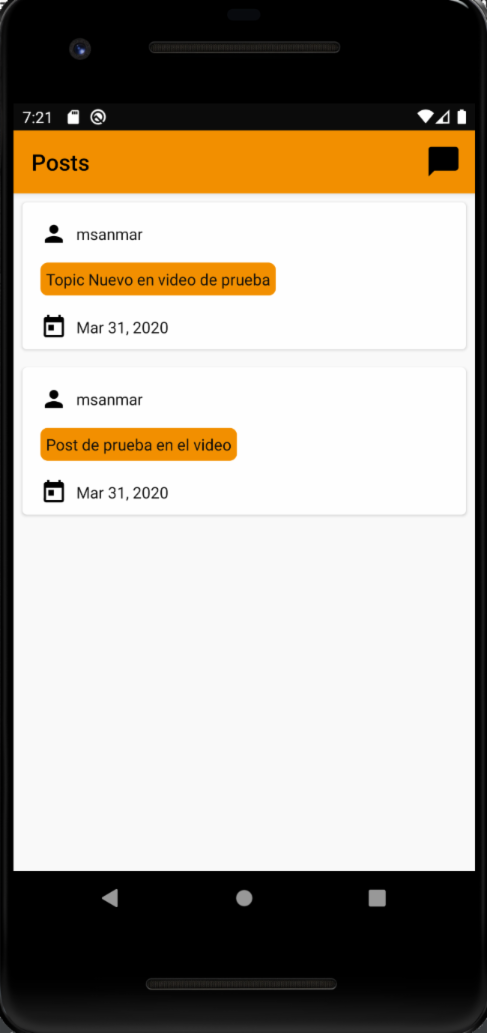 7:21
Posts
msanmar
Topic Nuevo en video de prueba
Mar 31, 2020
msanmar
Post de prueba en el video
Mar 31, 2020